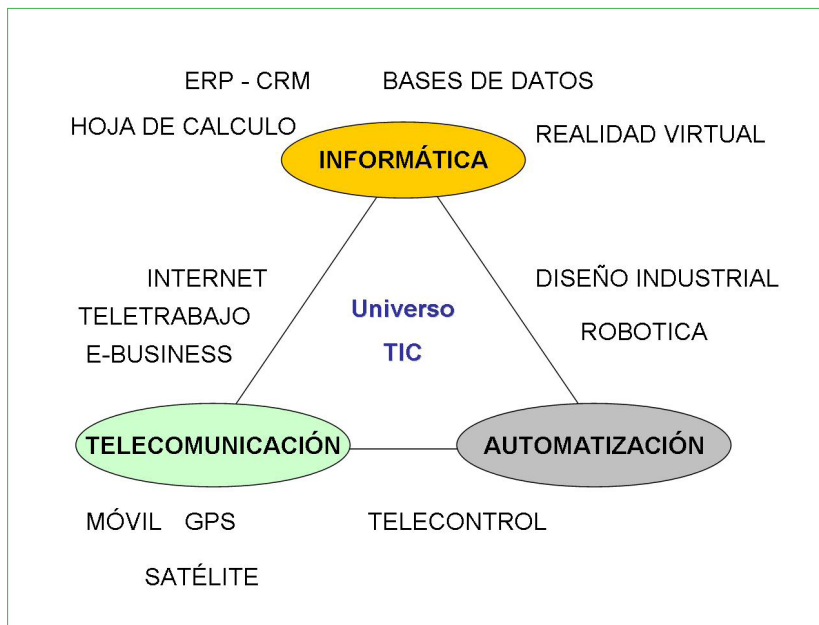 ERP - CRM
BASES DE DATOS
HOJA DE CALCULO
REALIDAD VIRTUAL
INFORMÁTICA
INTERNET
TELETRABAJO
E-BUSINESS
Universo
TIC
DISEÑO INDUSTRIAL
ROBOTICA
TELECOMUNICACIÓN
AUTOMATIZACIÓN
MÓVIL GPS
TELECONTROL
SATÉLITE